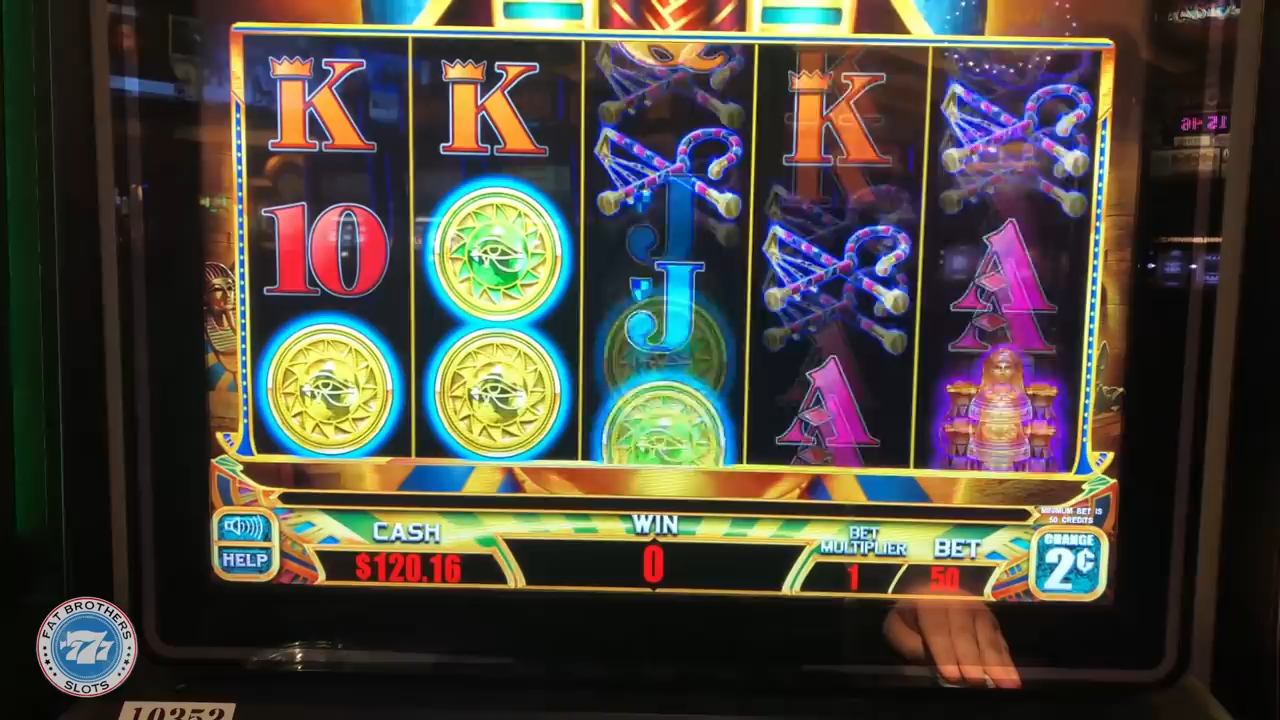 K K K
10
J
J
A
A
A
CASH
$120.16
WIN
0
BET
MULTIPLIER
1
BET
50
MINIMUM BET IS
50 CREDITS
CHANGE
2¢
HELP
FAT BROTHERS
777
SLOTS
10352